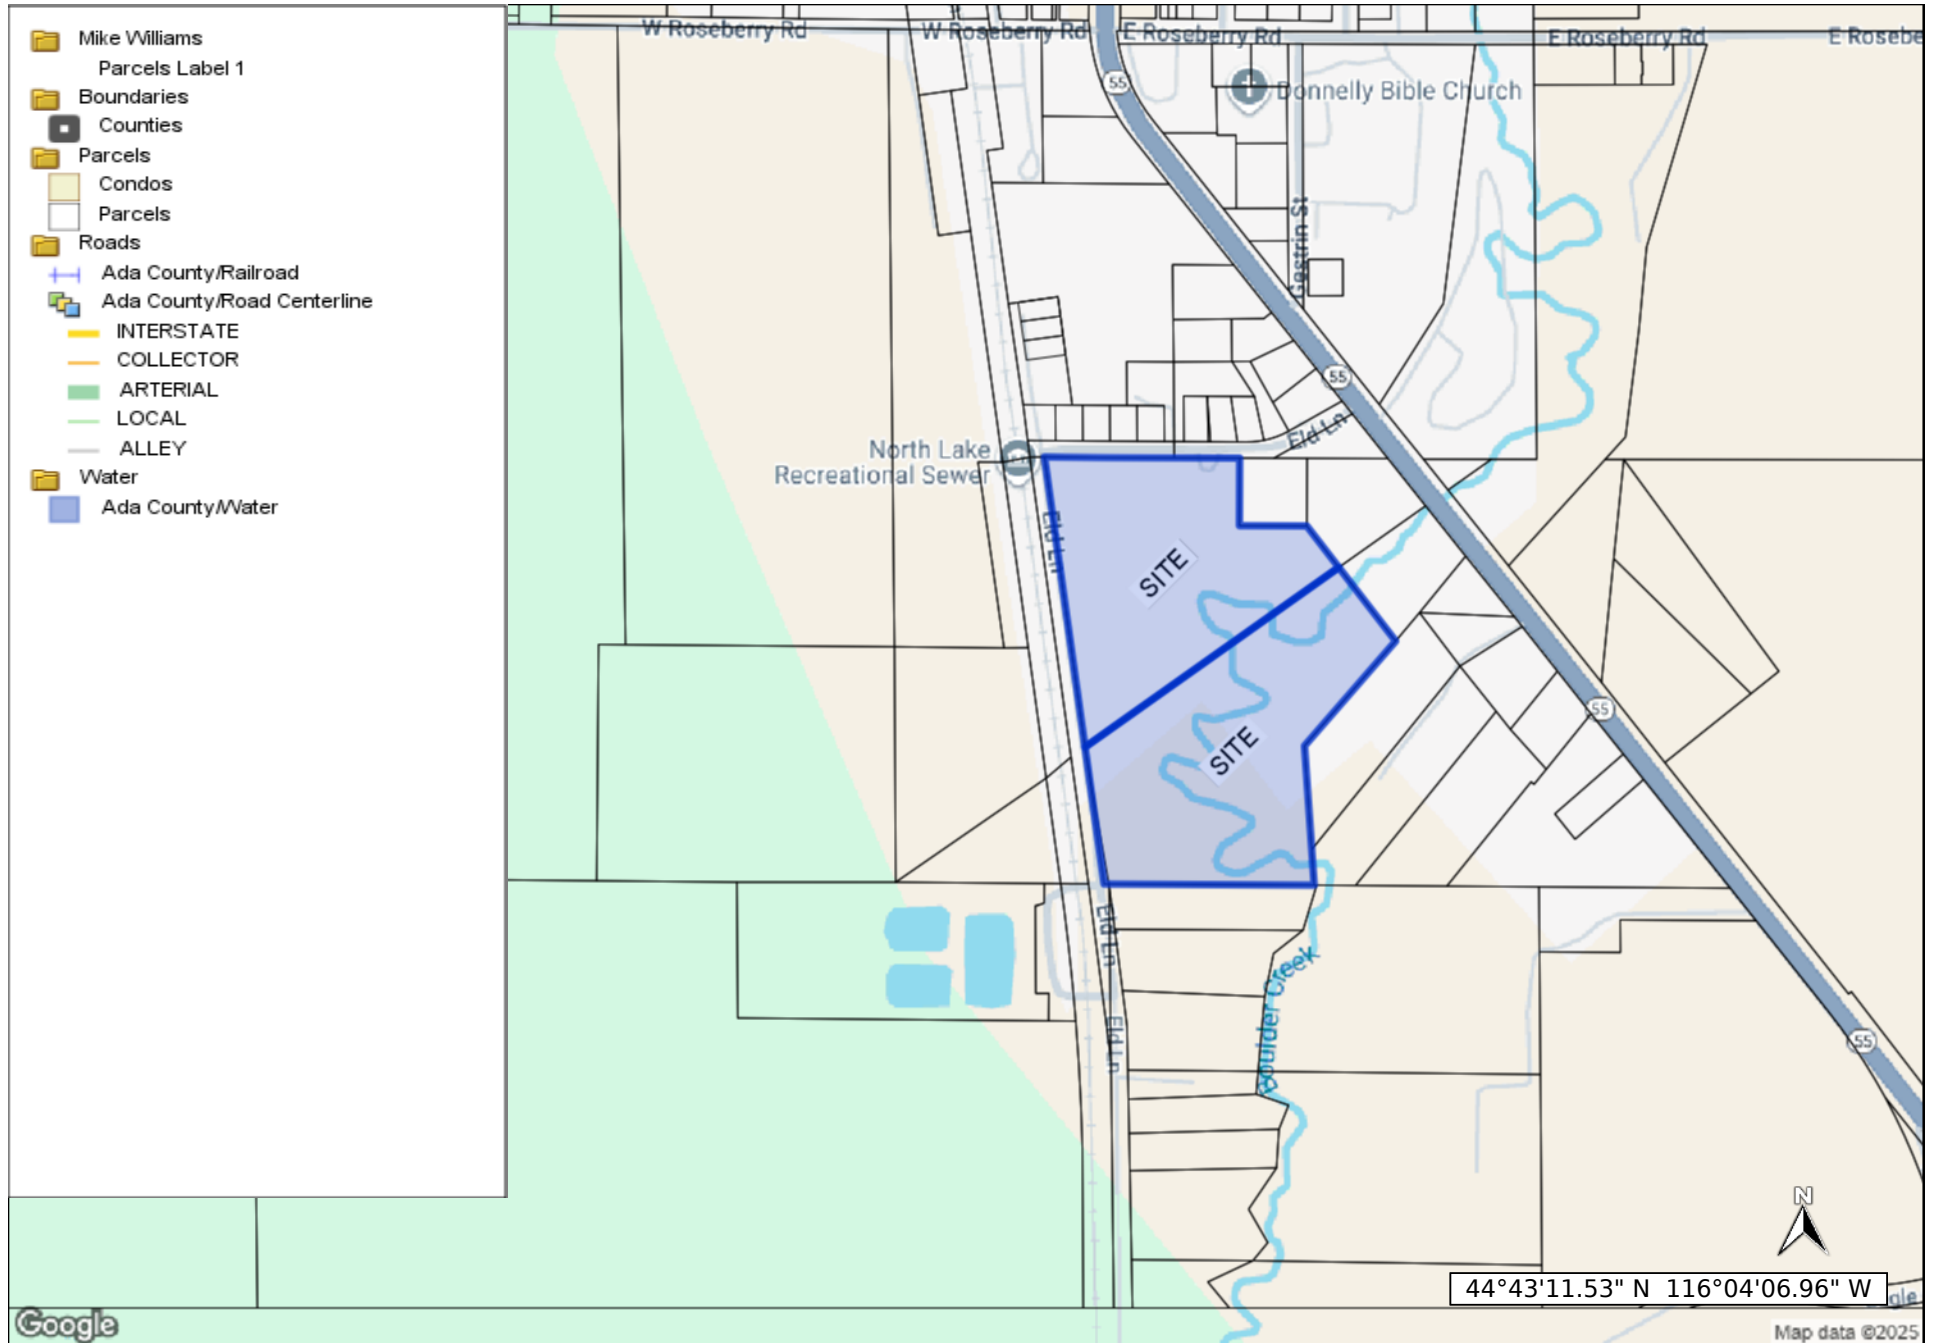 Mike Williams
Parcels Label 1
Boundaries
Counties
Parcels
Condos
Parcels
Roads
Ada County/Railroad
Ada County/Road Centerline
INTERSTATE
COLLECTOR
ARTERIAL
LOCAL
ALLEY
Water
Ada County/Water
W Roseberry Rd
W Roseberry Rd
E Roseberry Rd
E Roseberry Rd
E Rosebe
55
Donnelly Bible Church
Gestrin St
55
Eld Ln
North Lake
Recreational Sewer
Eld Ln
SITE
55
SITE
Eld Ln
Boulder Creek
Eld Ln
55
N
44°43'11.53" N 116°04'06.96" W
gle
Google
Map data ©2025